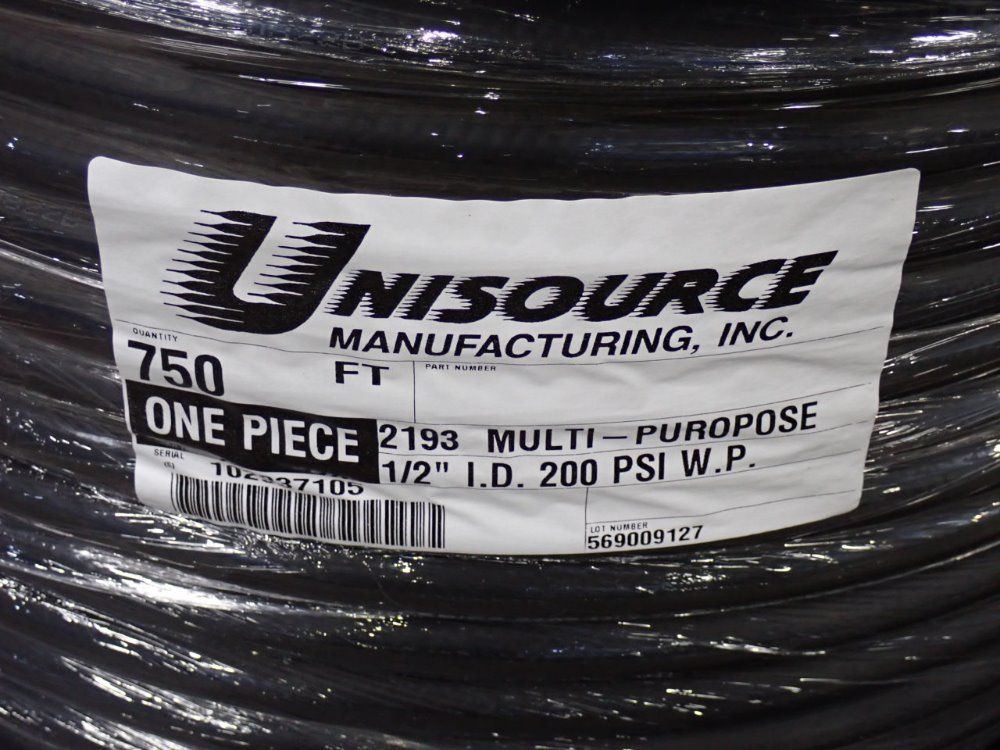 UNISOURCE
MANUFACTURING, INC.
QUANTITY
750 FT
PART NUMBER
ONE PIECE
2193 MULTI-PUROPOSE
1/2" I.D. 200 PSI W.P.
SERIAL
(S)
LOT NUMBER
569009127